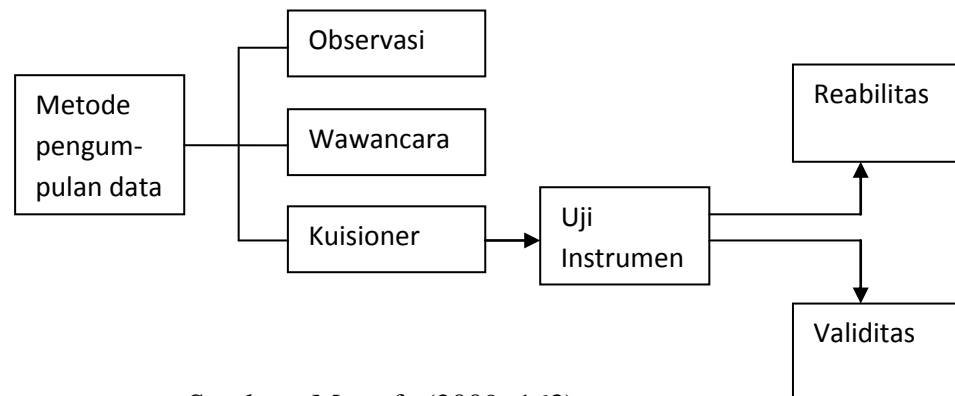 Observasi
Metode
pengum-
pulan data
Wawancara
Kuisioner
Uji
Instrumen
Reabilitas
Validitas